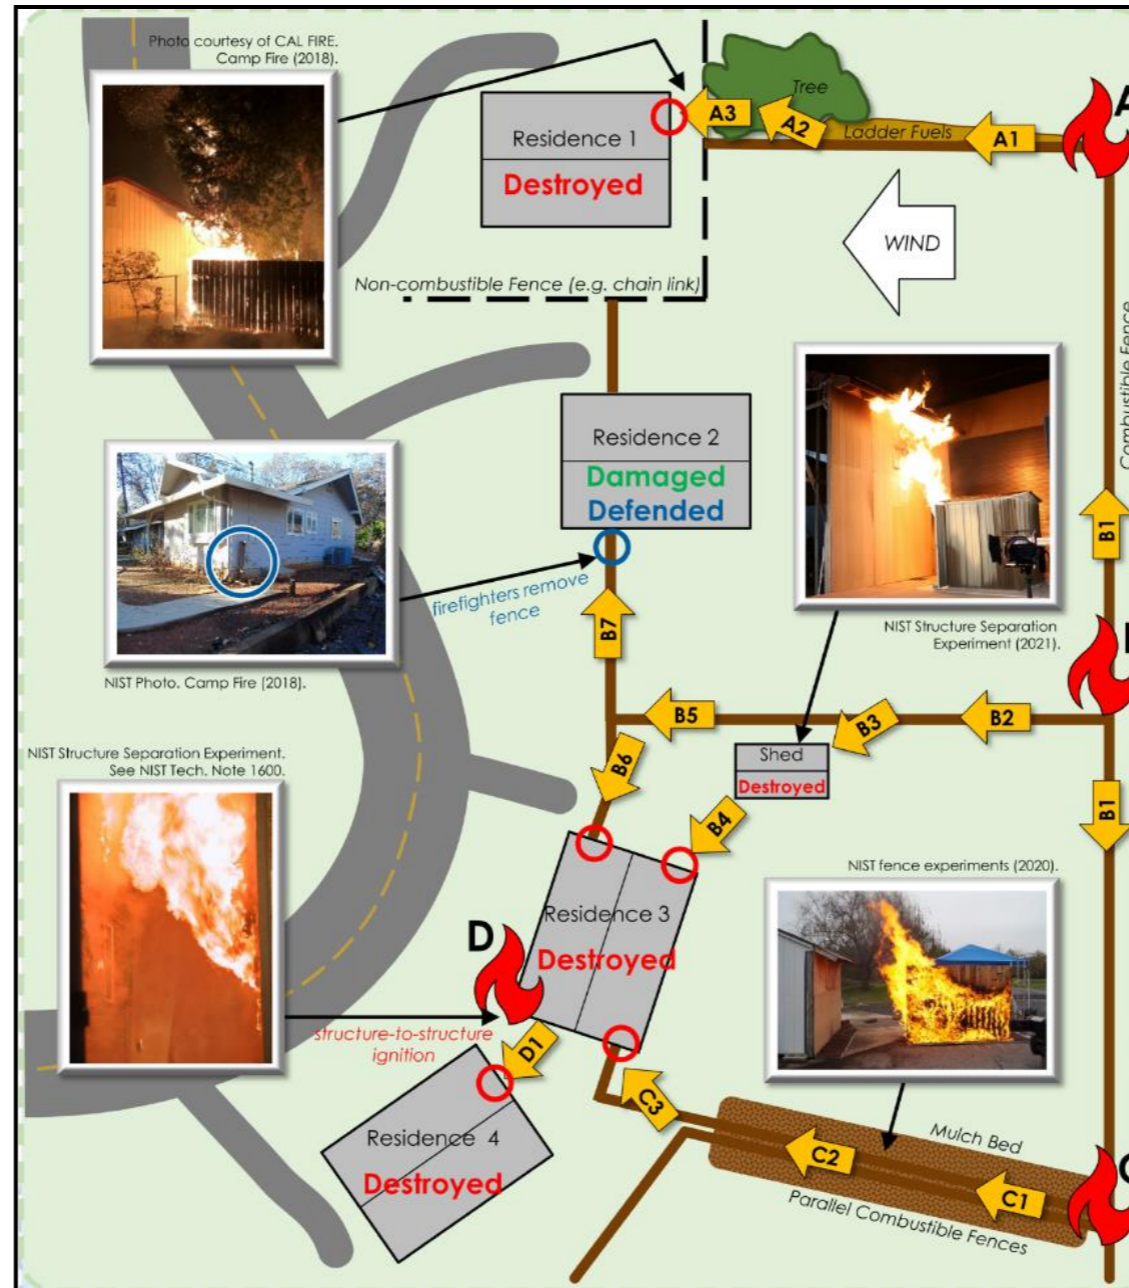 Photo courtesy of CAL FIRE.
Camp Fire (2018).
Tree
A
A3
A2
Ladder Fuels
A1
Residence 1
Destroyed
WIND
Non-combustible Fence (e.g. chain link)
Combustible Fence
Residence 2
Damaged
Defended
B1
firefighters remove
fence
B7
NIST Structure Separation
Experiment (2021).
NIST Photo. Camp Fire (2018).
B5
B3
B2
NIST Structure Separation Experiment.
See NIST Tech. Note 1600.
B6
Shed
Destroyed
B4
B1
NIST fence experiments (2020).
Residence 3
D
Destroyed
structure-to-structure
ignition
D1
C3
Mulch Bed
Residence 4
Destroyed
C2
C1
Parallel Combustible
Fences